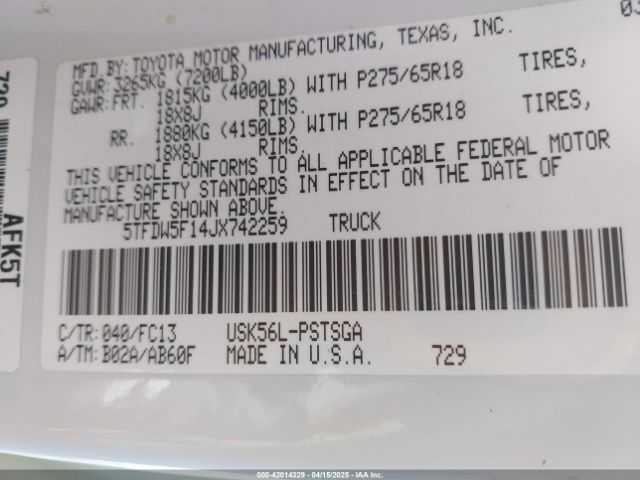 03
MFD.BY:TOYOTA MOTOR MANUFACTURING, TEXAS, INC.
GVWR:3265KG (7200LB)
GAWR:FRT. 1815KG (4000LB) WITH P275/65R18 TIRES,
18X8J RIMS.
RR. 1880KG (4150LB) WITH P275/65R18 TIRES,
18X8J RIMS.
THIS VEHICLE CONFORMS TO ALL APPLICABLE FEDERAL MOTOR
VEHICLE SAFETY STANDARDS IN EFFECT ON THE DATE OF
MANUFACTURE SHOWN ABOVE.
5TFDW5F14JX742259 TRUCK
C/TR:040/FC13 USK56L-PSTSGA
A/TM:B02A/AB60F MADE IN U.S.A. 729
729
AFK5T
000-42014329 - 04/15/2025 - IAA